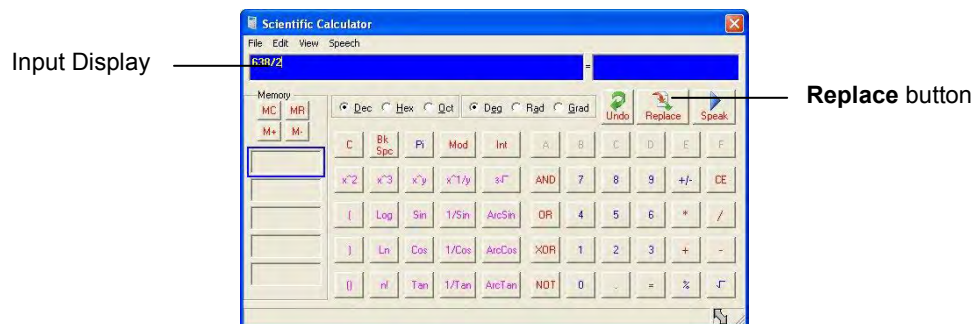 Scientific Calculator
File Edit View Speech
Input Display
638/2
=
Memory
MC MR
M+ M-
Dec Hex Oct Deg Rad Grad
Undo Replace Speak
Replace button
C Bk Spc Pi Mod Int A B C D E F
x^2 x^3 x^y x^1/y AND 7 8 9 +/- CE
( Log Sin 1/Sin ArcSin OR 4 5 6 * /
) Ln Cos 1/Cos ArcCos XOR 1 2 3 + -
() n! Tan 1/Tan ArcTan NOT 0 . = % √